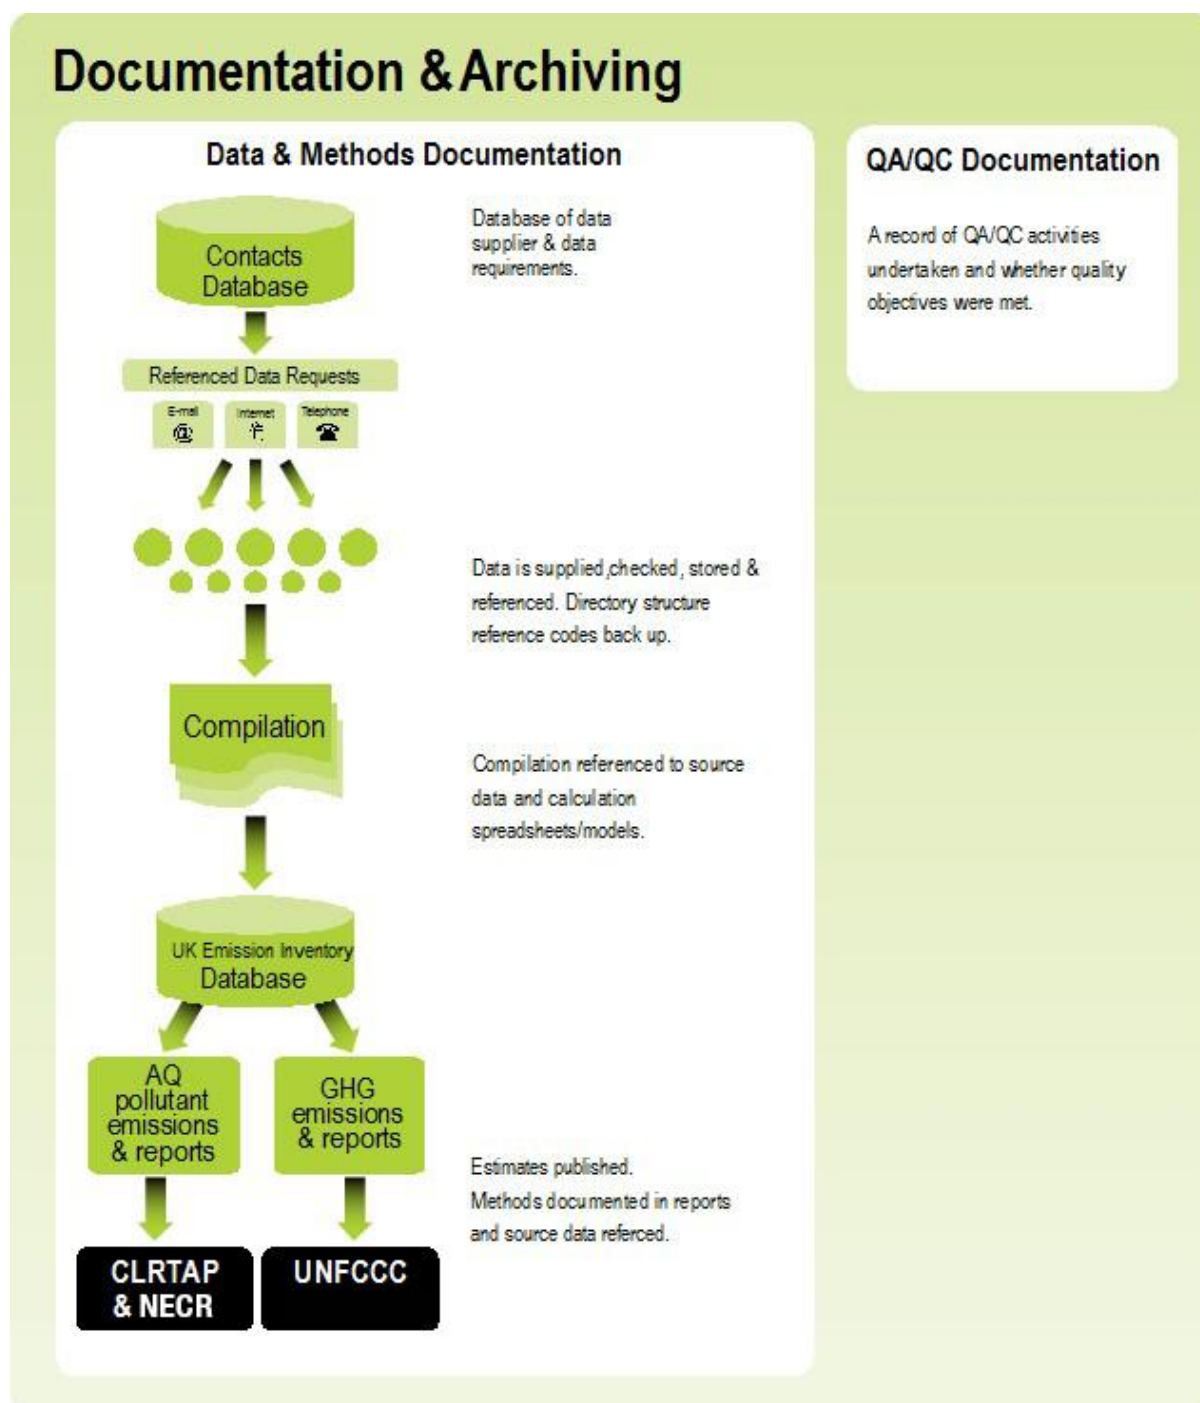 Documentation & Archiving
Data & Methods Documentation
Contacts
Database
Database of data
supplier & data
requirements.
Referenced Data Requests
E-mail
Internet
Telephone
@
Data is supplied,checked, stored &
referenced. Directory structure
reference codes back up.
Compilation
Compilation referenced to source
data and calculation
spreadsheets/models.
UK Emission Inventory
Database
AQ
pollutant
emissions
& reports
GHG
emissions
& reports
Estimates published.
Methods documented in reports
and source data referced.
CLRTAP
& NECR
UNFCCC
QA/QC Documentation
A record of QA/QC activities
undertaken and whether quality
objectives were met.